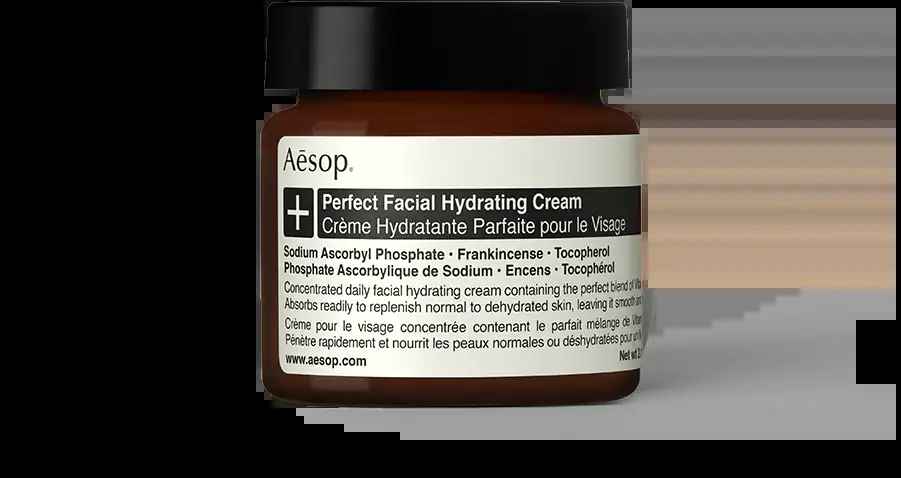 Aēsop®
Perfect Facial Hydrating Cream
Crème Hydratante Parfaite pour le Visage
Sodium Ascorbyl Phosphate · Frankincense · Tocopherol
Phosphate Ascorbylique de Sodium · Encens · Tocophérol
Concentrated daily facial hydrating cream containing the perfect blend of
Absorbs readily to replenish normal to dehydrated skin, leaving it smooth
Crème pour le visage concentrée contenant le parfait mélange de
Pénètre rapidement et nourrit les peaux normales ou déshydratées pour
www.aesop.com
Net wt